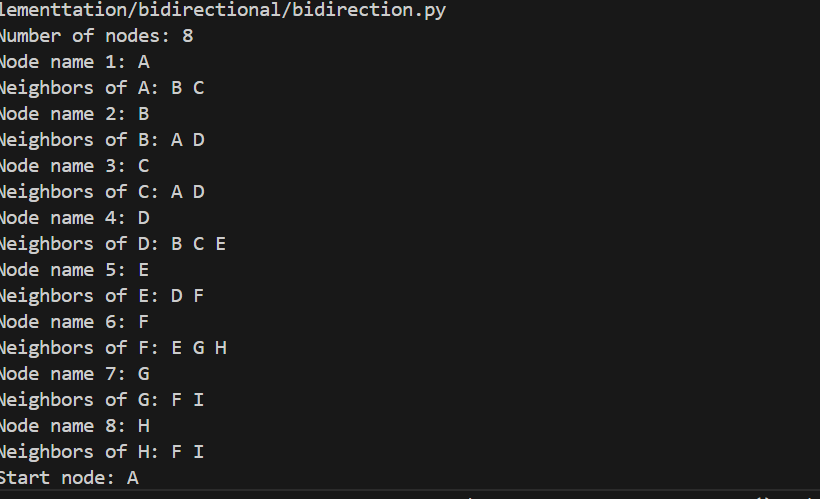 lementtation/bidirectional/bidirection.py
Number of nodes: 8
Node name 1: A
Neighbors of A: B C
Node name 2: B
Neighbors of B: A D
Node name 3: C
Neighbors of C: A D
Node name 4: D
Neighbors of D: B C E
Node name 5: E
Neighbors of E: D F
Node name 6: F
Neighbors of F: E G H
Node name 7: G
Neighbors of G: F I
Node name 8: H
Neighbors of H: F I
Start node: A